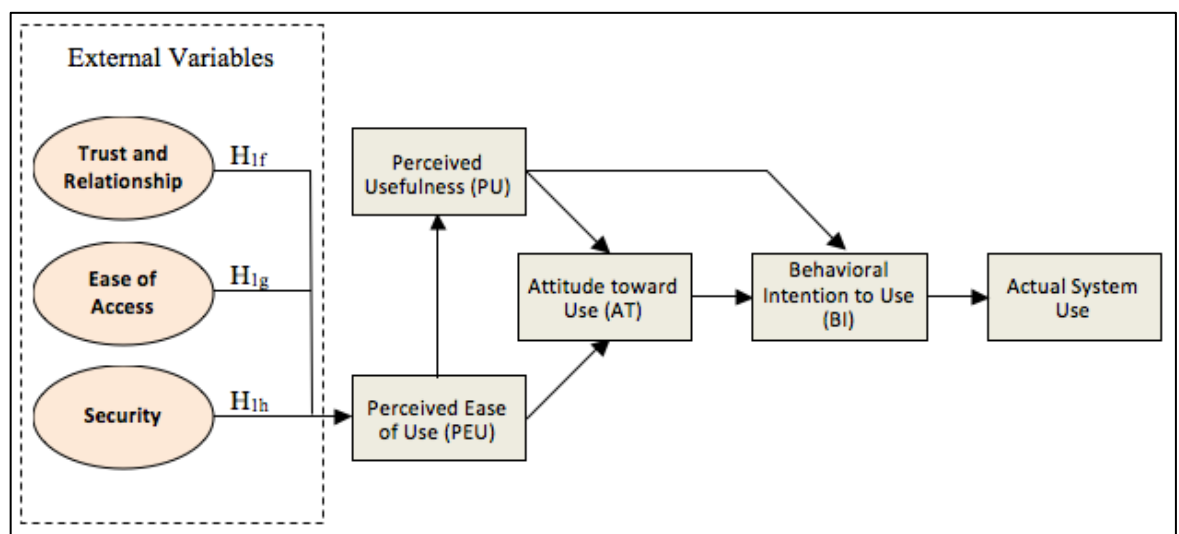 External Variables
Trust and
Relationship
H1f
Ease of
Access
H1g
Security
H1h
Perceived
Usefulness (PU)
Perceived Ease
of Use (PEU)
Attitude toward
Use (AT)
Behavioral
Intention to Use
(BI)
Actual System
Use